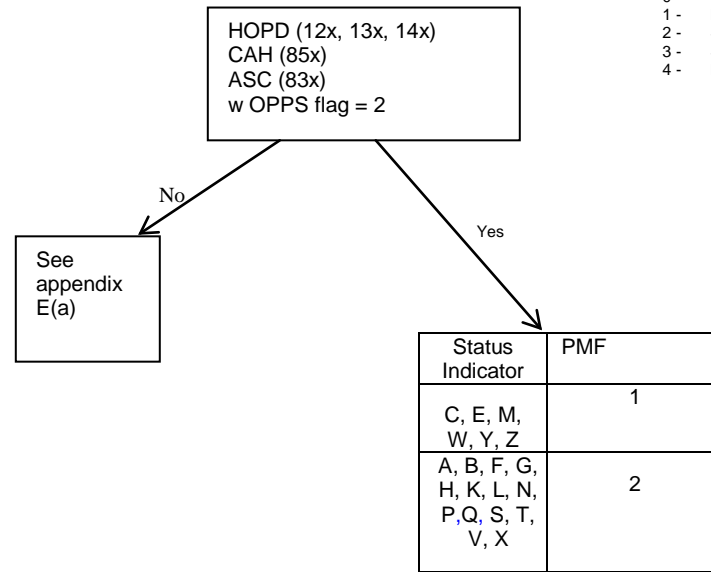 HOPD (12x, 13x, 14x)
CAH (85x)
ASC (83x)
w OPPS flag = 2
1 -
2 -
3 -
4 -
No
Yes
See
appendix
E(a)
Status
Indicator
PMF
C, E, M,
W, Y, Z
1
A, B, F, G,
H, K, L, N,
P,Q, S, T,
V, X
2